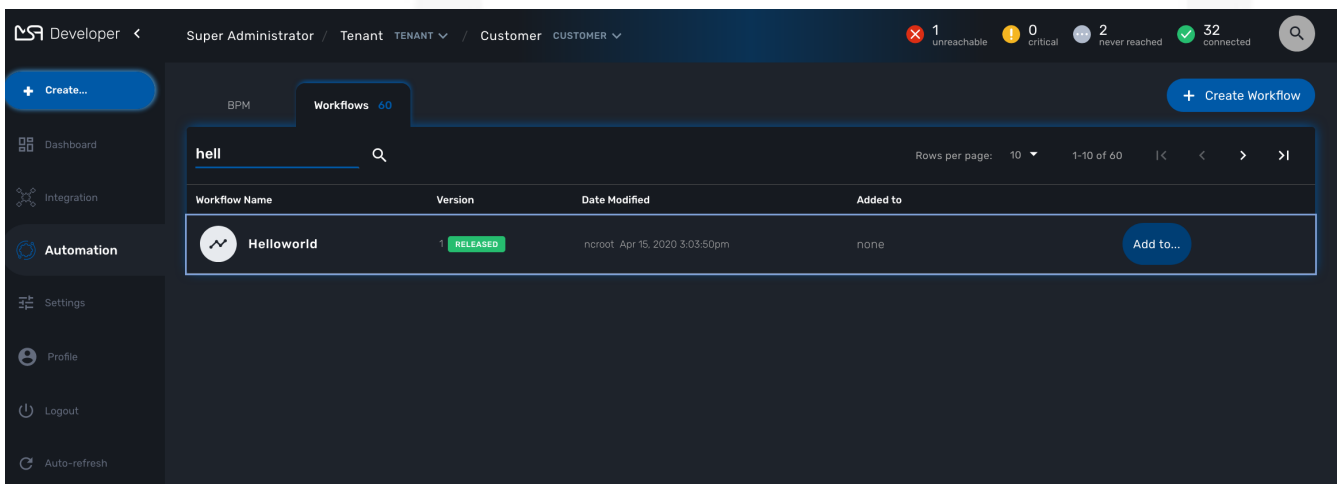 MSA Developer
Super Administrator / Tenant TENANT / Customer CUSTOMER
1 unreachable
0 critical
2 never reached
32 connected
+ Create...
Dashboard
Integration
Automation
Settings
Profile
Logout
Auto-refresh
BPM
Workflows 60
+ Create Workflow
hell
Rows per page: 10
1-10 of 60
Workflow Name Version Date Modified Added to
Helloworld 1 RELEASED ncroot Apr 15, 2020 3:03:50pm none Add to...